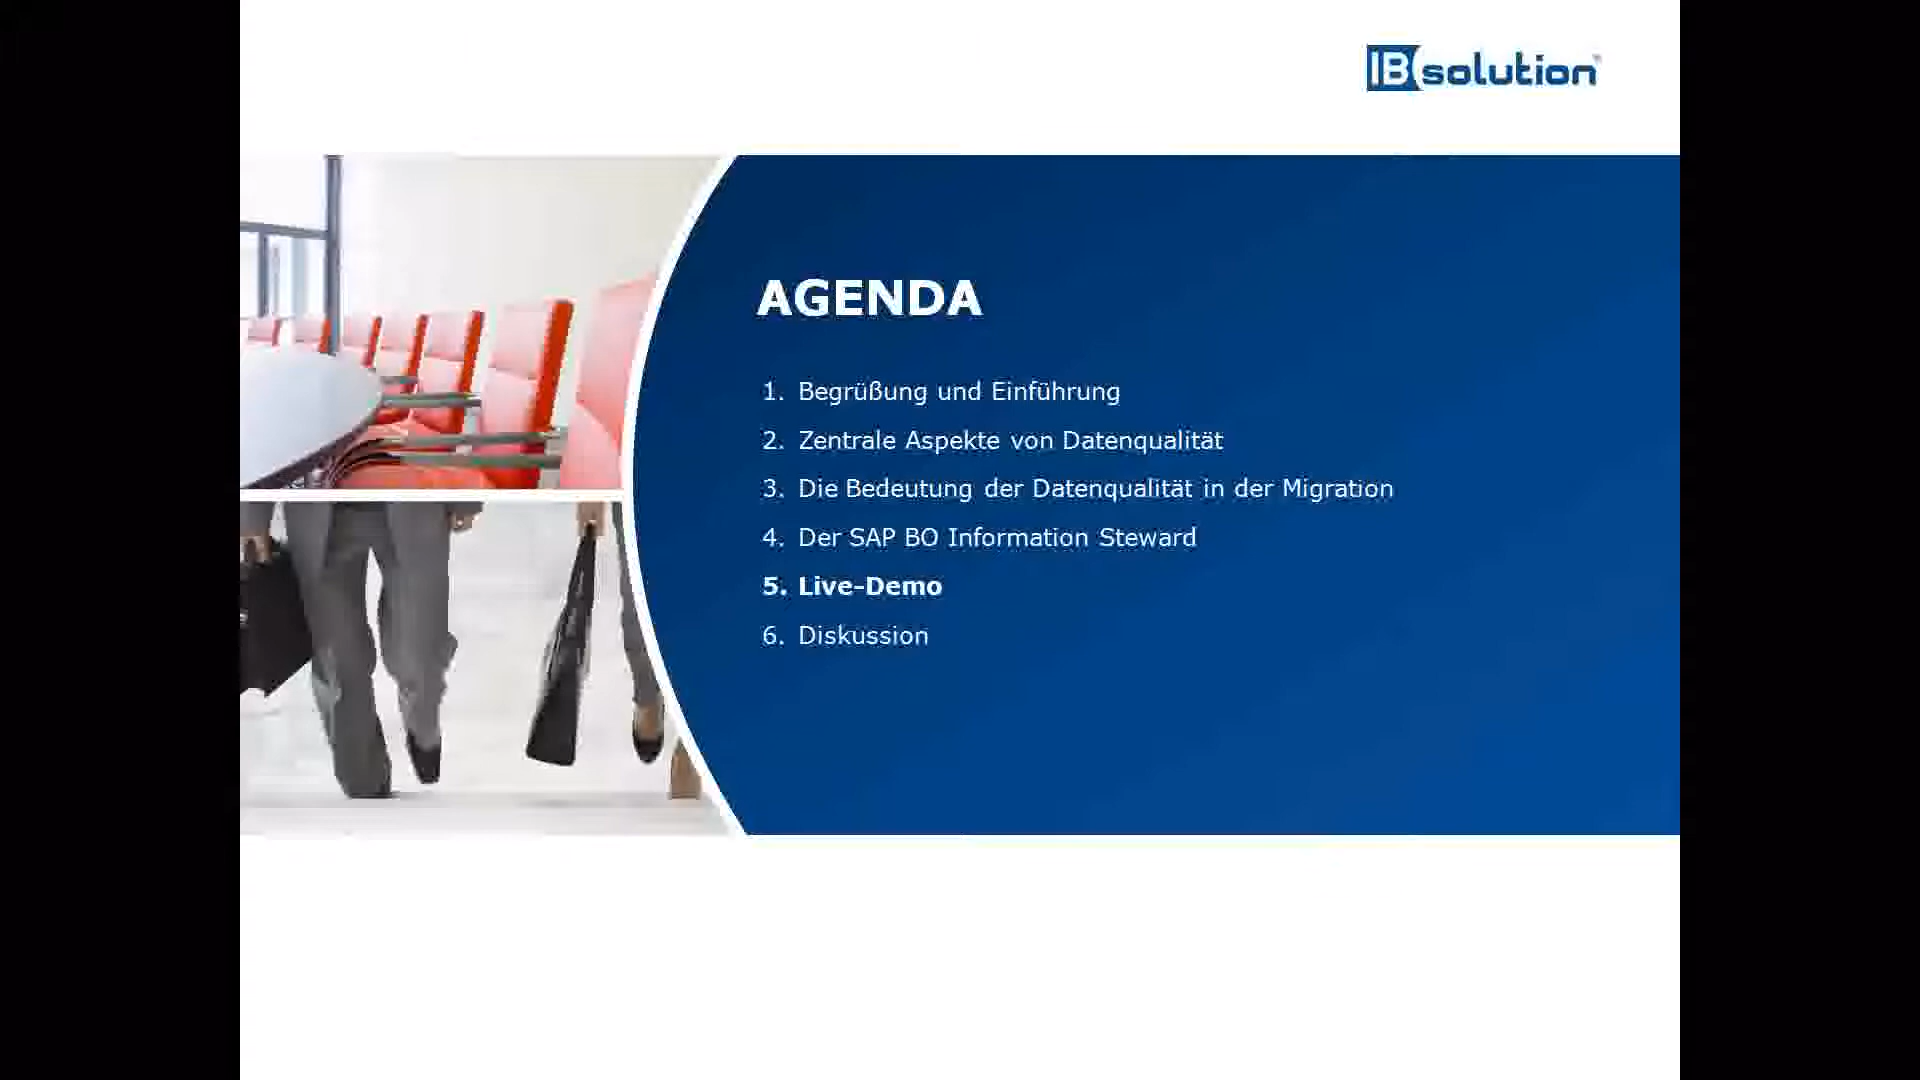 IBsolution
AGENDA
1. Begrüßung und Einführung
2. Zentrale Aspekte von Datenqualität
3. Die Bedeutung der Datenqualität in der Migration
4. Der SAP BO Information Steward
5. Live-Demo
6. Diskussion